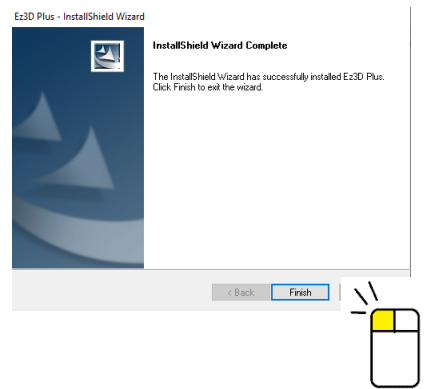 Ez3D Plus - InstallShield Wizard
InstallShield Wizard Complete
The InstallShield Wizard has successfully installed Ez3D Plus.
Click Finish to exit the wizard.
< Back Finish